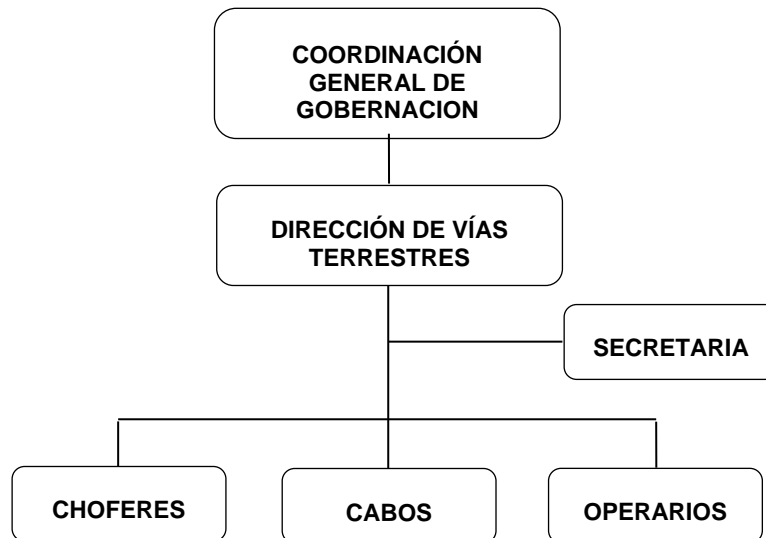 COORDINACIÓN
GENERAL DE
GOBERNACION
DIRECCIÓN DE VÍAS
TERRESTRES
SECRETARIA
CHOFERES
CABOS
OPERARIOS